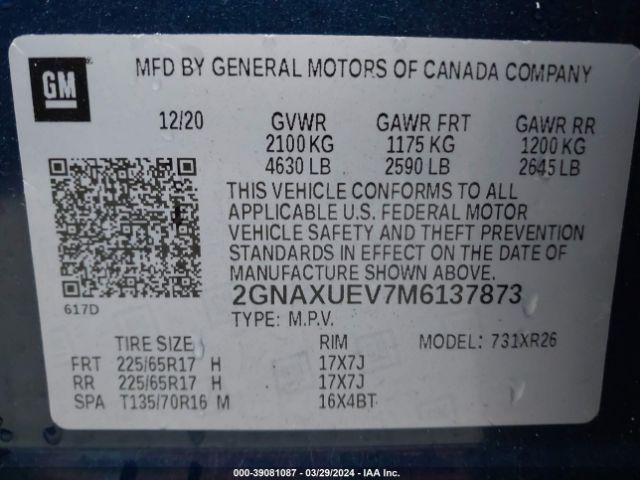 GM
MFD BY GENERAL MOTORS OF CANADA COMPANY
12/20 GVWR GAWR FRT GAWR RR
2100 KG 1175 KG 1200 KG
4630 LB 2590 LB 2645 LB
THIS VEHICLE CONFORMS TO ALL
APPLICABLE U.S. FEDERAL MOTOR
VEHICLE SAFETY AND THEFT PREVENTION
STANDARDS IN EFFECT ON THE DATE OF
MANUFACTURE SHOWN ABOVE.
617D
2GNAXUEV7M6137873
TYPE: M.P.V.
TIRE SIZE RIM MODEL: 731XR26
FRT 225/65R17 H 17X7J
RR 225/65R17 H 17X7J
SPA T135/70R16 M 16X4BT
000-39081087 - 03/29/2024 - IAA Inc.